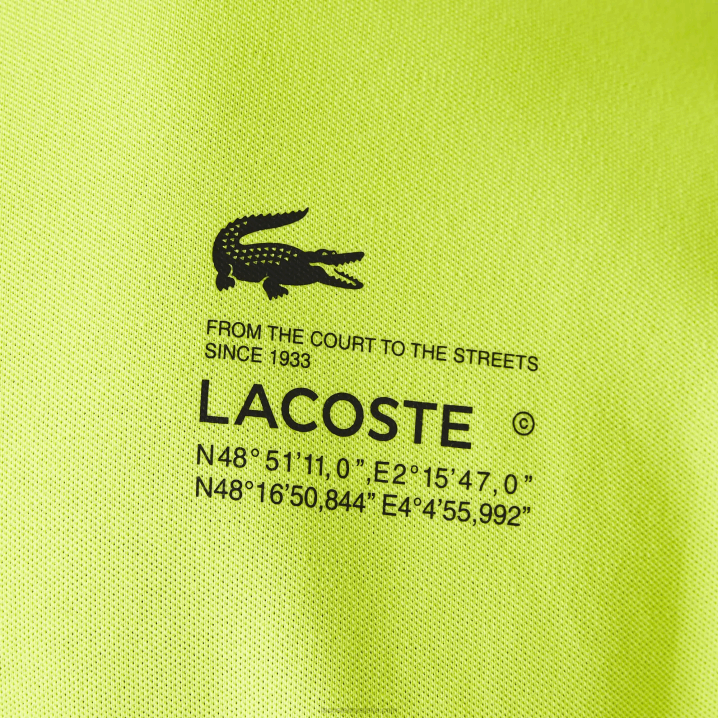 FROM THE COURT TO THE STREETS
SINCE 1933
LACOSTE ©
N48°51'11,0",E2°15'47,0"
N48°16'50,844" E4°4'55,992"